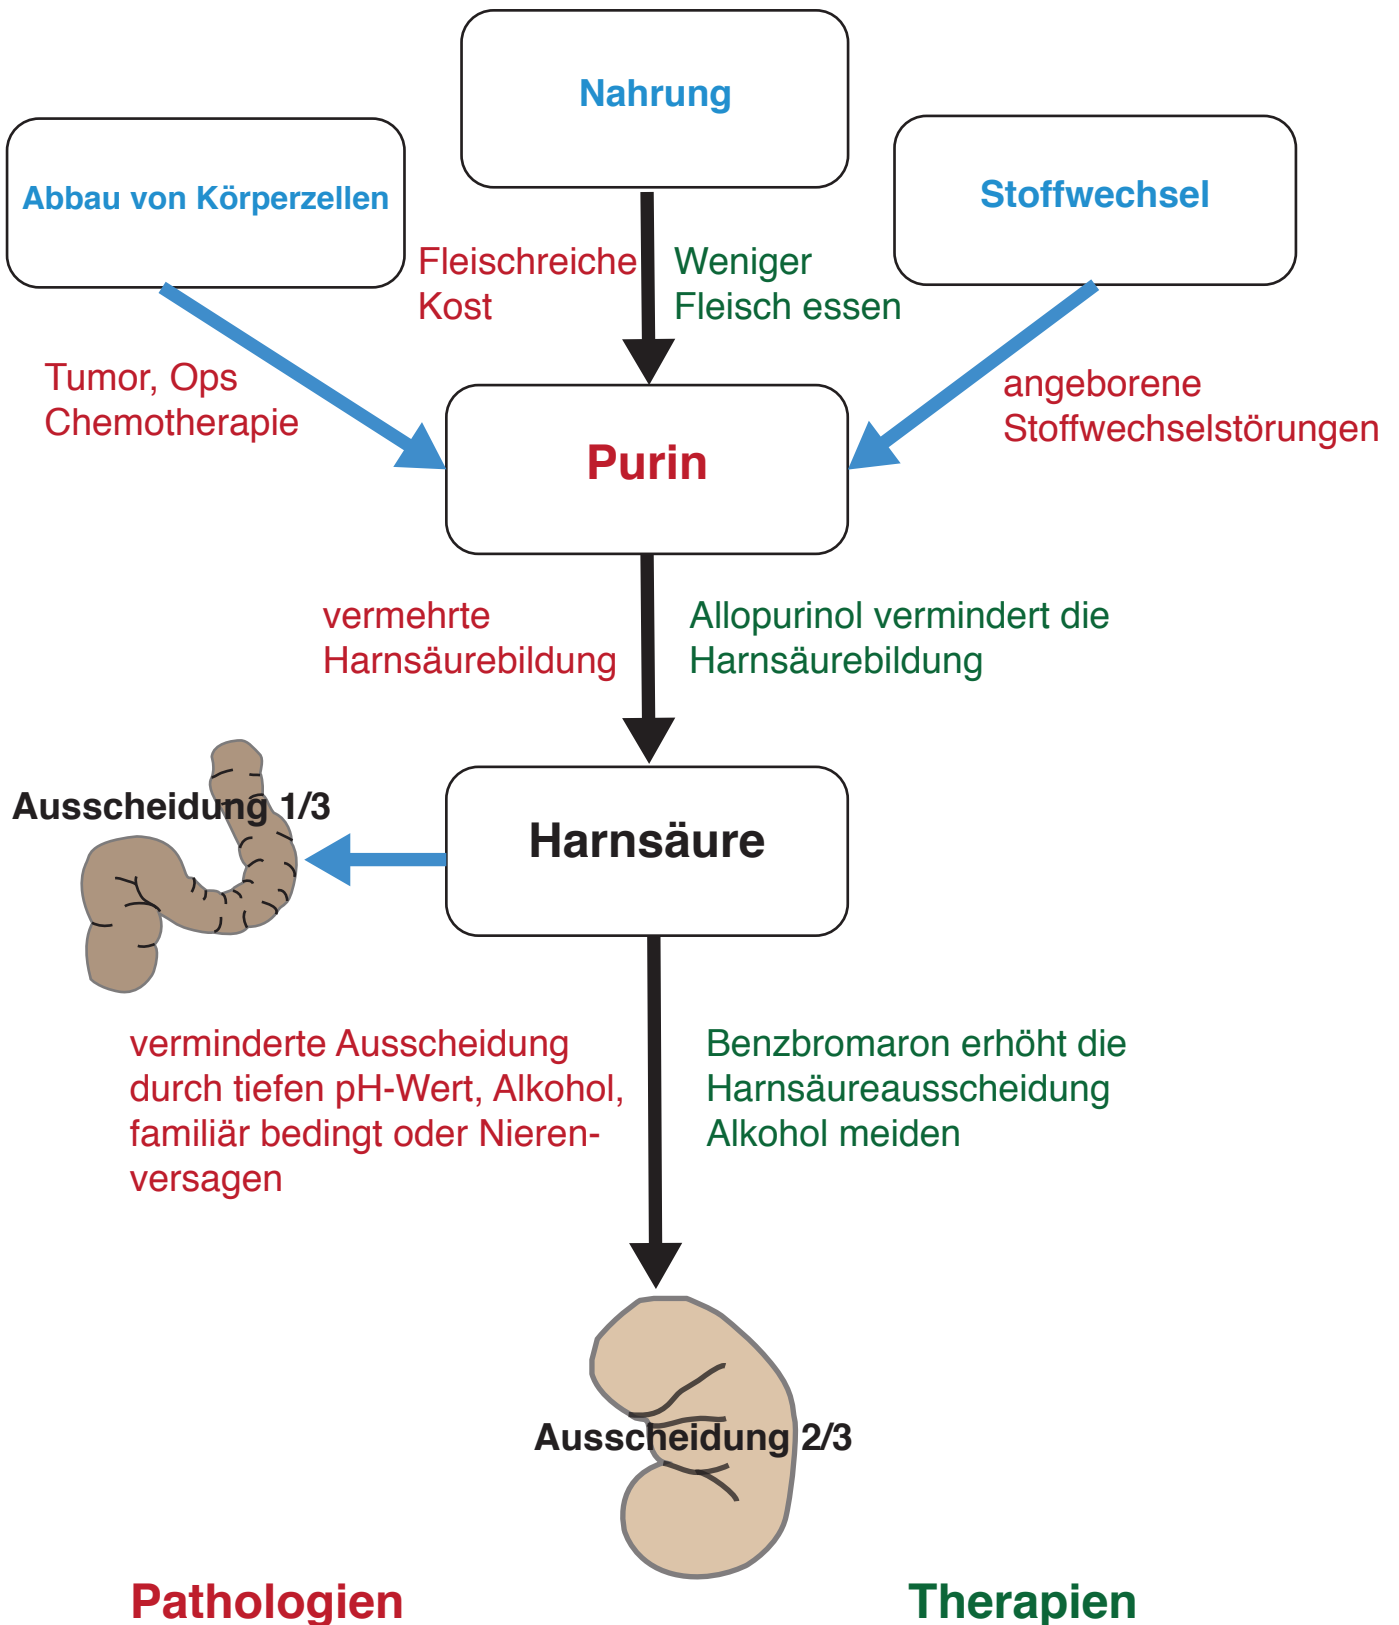 Nahrung
Abbau von Körperzellen
Stoffwechsel
Fleischreiche
Kost
Weniger
Fleisch essen
Tumor, Ops
Chemotherapie
angeborene
Stoffwechselstörungen
Purin
vermehrte
Harnsäurebildung
Allopurinol vermindert die
Harnsäurebildung
Ausscheidung 1/3
Harnsäure
verminderte Ausscheidung
durch tiefen pH-Wert, Alkohol,
familiär bedingt oder Nieren-
versagen
Benzbromaron erhöht die
Harnsäureausscheidung
Alkohol meiden
Ausscheidung 2/3
Pathologien
Therapien